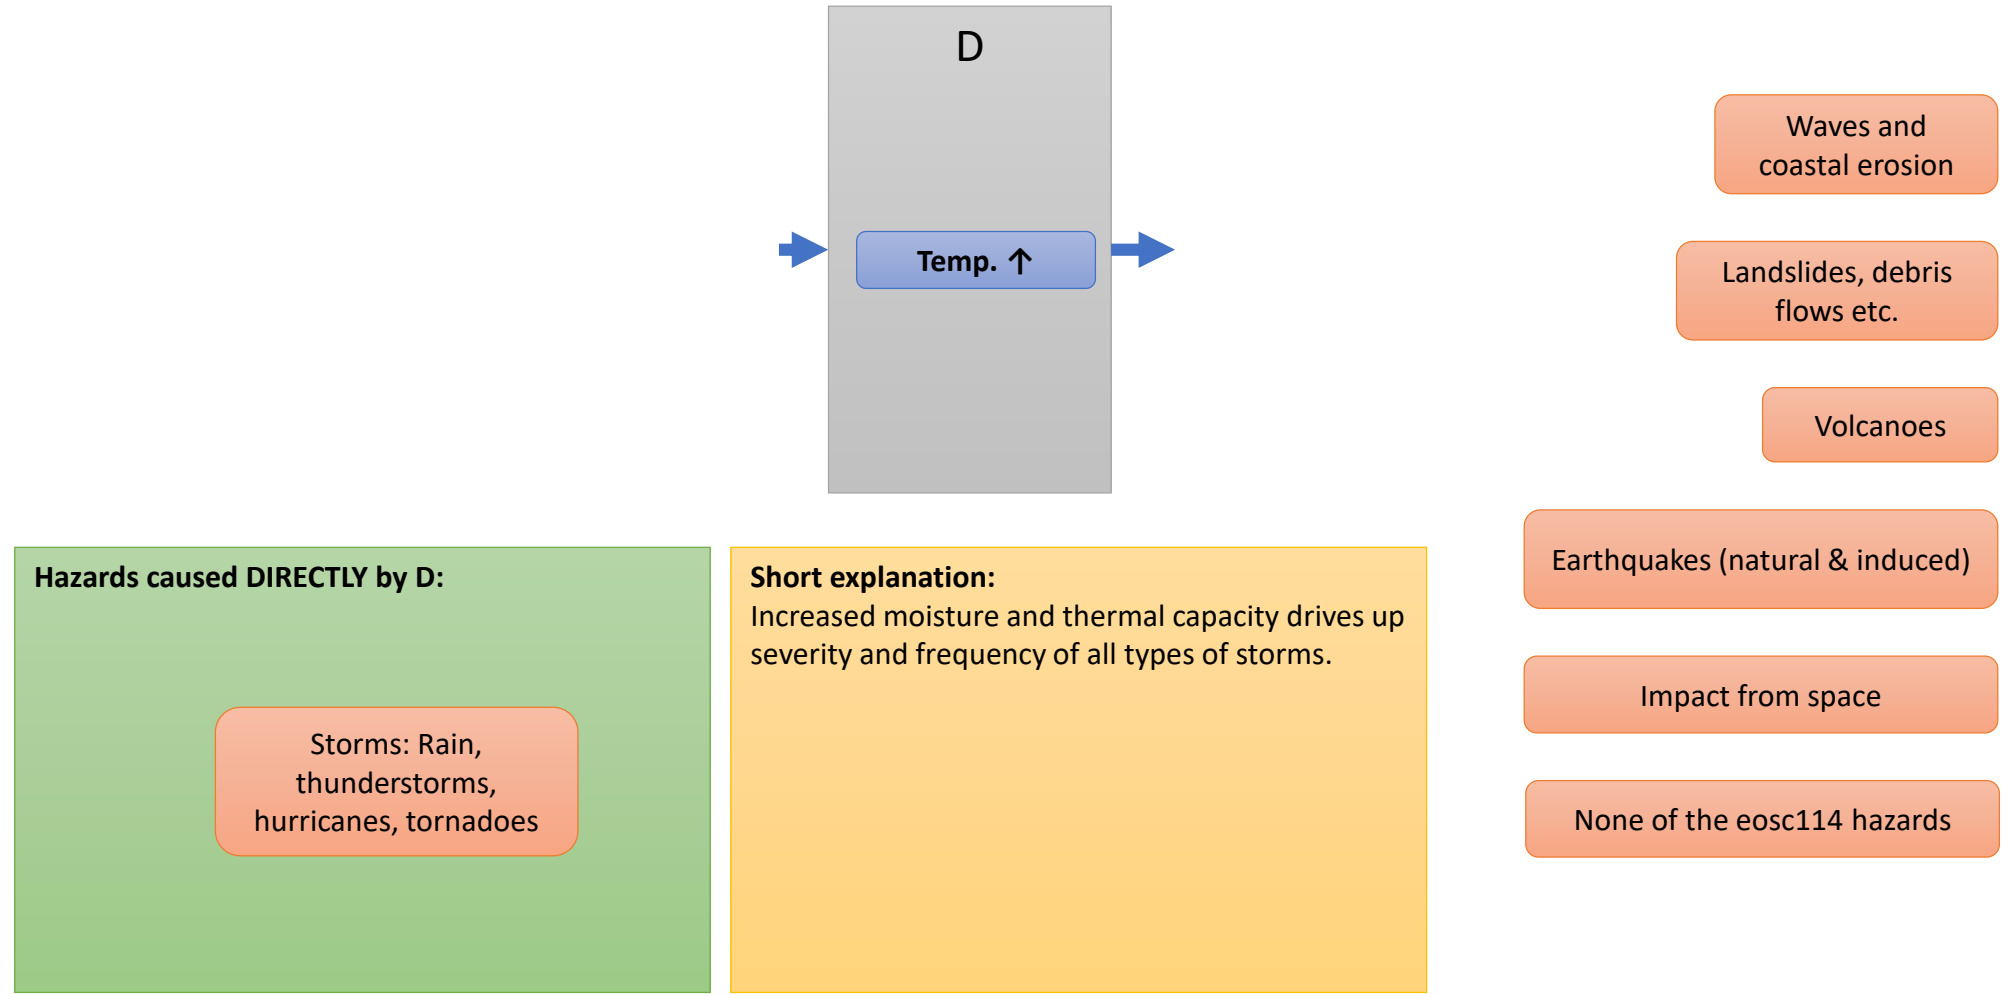 D
Temp. ↑
Waves and
coastal erosion
Landslides, debris
flows etc.
Volcanoes
Earthquakes (natural & induced)
Impact from space
None of the eosc114 hazards
Hazards caused DIRECTLY by D:
Storms: Rain,
thunderstorms,
hurricanes, tornadoes
Short explanation:
Increased moisture and thermal capacity drives up
severity and frequency of all types of storms.